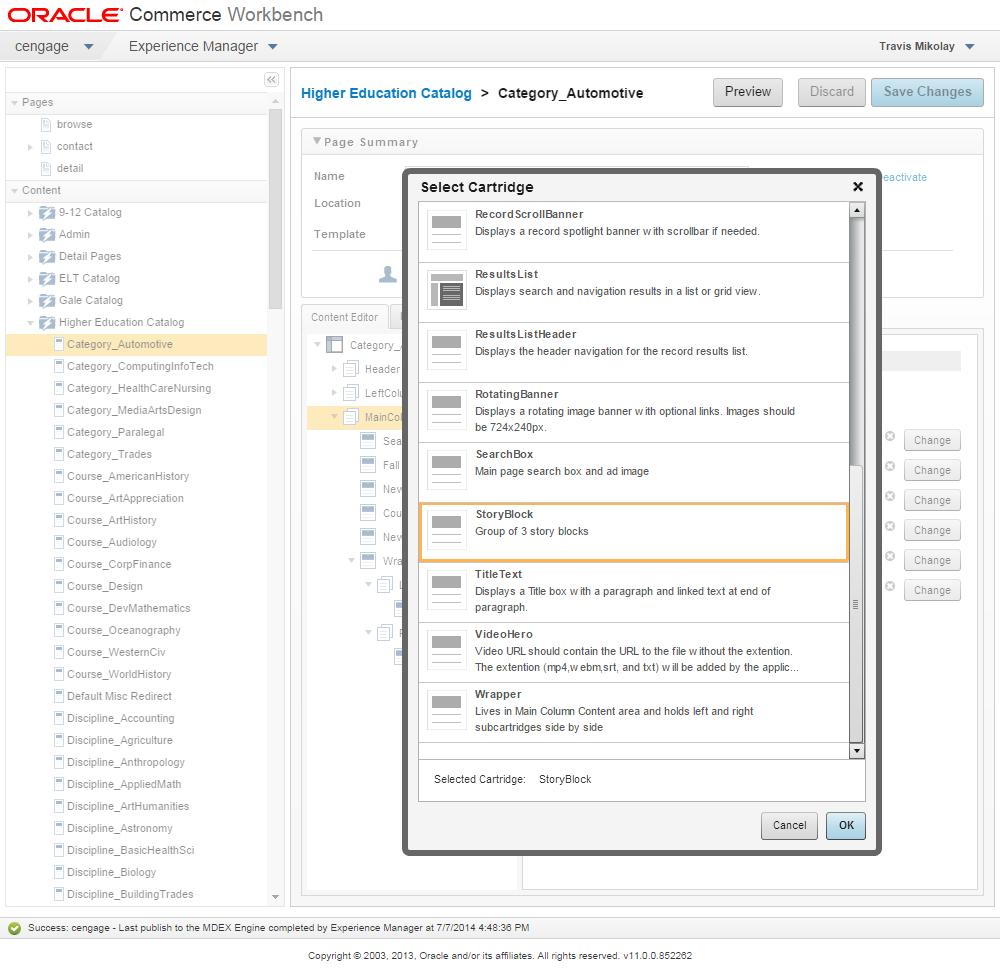 ORACLE Commerce Workbench
cengage Experience Manager Travis Mikolay
Pages
browse
contact
detail
Content
9-12 Catalog
Admin
Detail Pages
ELT Catalog
Gale Catalog
Higher Education Catalog
Category_Automotive
Category_ComputingInfoTech
Category_HealthCareNursing
Category_MediaArtsDesign
Category_Paralegal
Category_Trades
Course_AmericanHistory
Course_ArtAppreciation
Course_ArtHistory
Course_Audiology
Course_CorpFinance
Course_Design
Course_DevMathematics
Course_Oceanography
Course_WesternCiv
Course_WorldHistory
Default Misc Redirect
Discipline_Accounting
Discipline_Agriculture
Discipline_Anthropology
Discipline_AppliedMath
Discipline_ArtHumanities
Discipline_Astronomy
Discipline_BasicHealthSci
Discipline_Biology
Discipline_BuildingTrades
Higher Education Catalog > Category_Automotive
Preview Discard Save Changes
Page Summary
Name
Location
Template
eactivate
Content Editor
Category_
Header
LeftColu
MainCol
Sea
Fall
New
Cou
New
Wra
Change
Change
Change
Change
Change
Change
Select Cartridge
RecordScrollBanner
Displays a record spotlight banner with scrollbar if needed.
ResultsList
Displays search and navigation results in a list or grid view.
ResultsListHeader
Displays the header navigation for the record results list.
RotatingBanner
Displays a rotating image banner with optional links. Images should
be 724x240px.
SearchBox
Main page search box and ad image
StoryBlock
Group of 3 story blocks
TitleText
Displays a Title box with a paragraph and linked text at end of
paragraph.
VideoHero
Video URL should contain the URL to the file without the extention.
The extention (mp4,webm,srt, and txt) will be added by the applic...
Wrapper
Lives in Main Column Content area and holds left and right
subcartridges side by side
Selected Cartridge: StoryBlock
Cancel OK
Success: cengage - Last publish to the MDEX Engine completed by Experience Manager at 7/7/2014 4:48:36 PM
Copyright © 2003, 2013, Oracle and/or its affiliates. All rights reserved. v11.0.0.852262